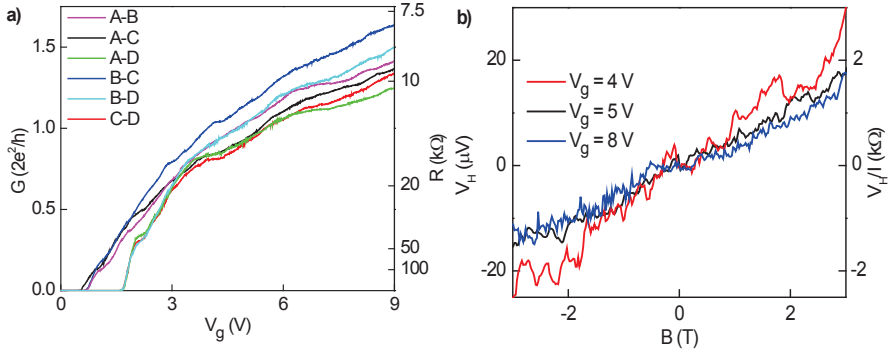 a)
A-B
A-C
A-D
B-C
B-D
C-D
G (2e²/h)
1.5
1.0
0.5
0.0
0
3
6
9
V_g (V)
7.5
10
20
50
100
R (kΩ)
b)
V_g = 4 V
V_g = 5 V
V_g = 8 V
V_H (μV)
20
0
-20
-2
0
2
B (T)
2
0
-2
V_H/I (kΩ)